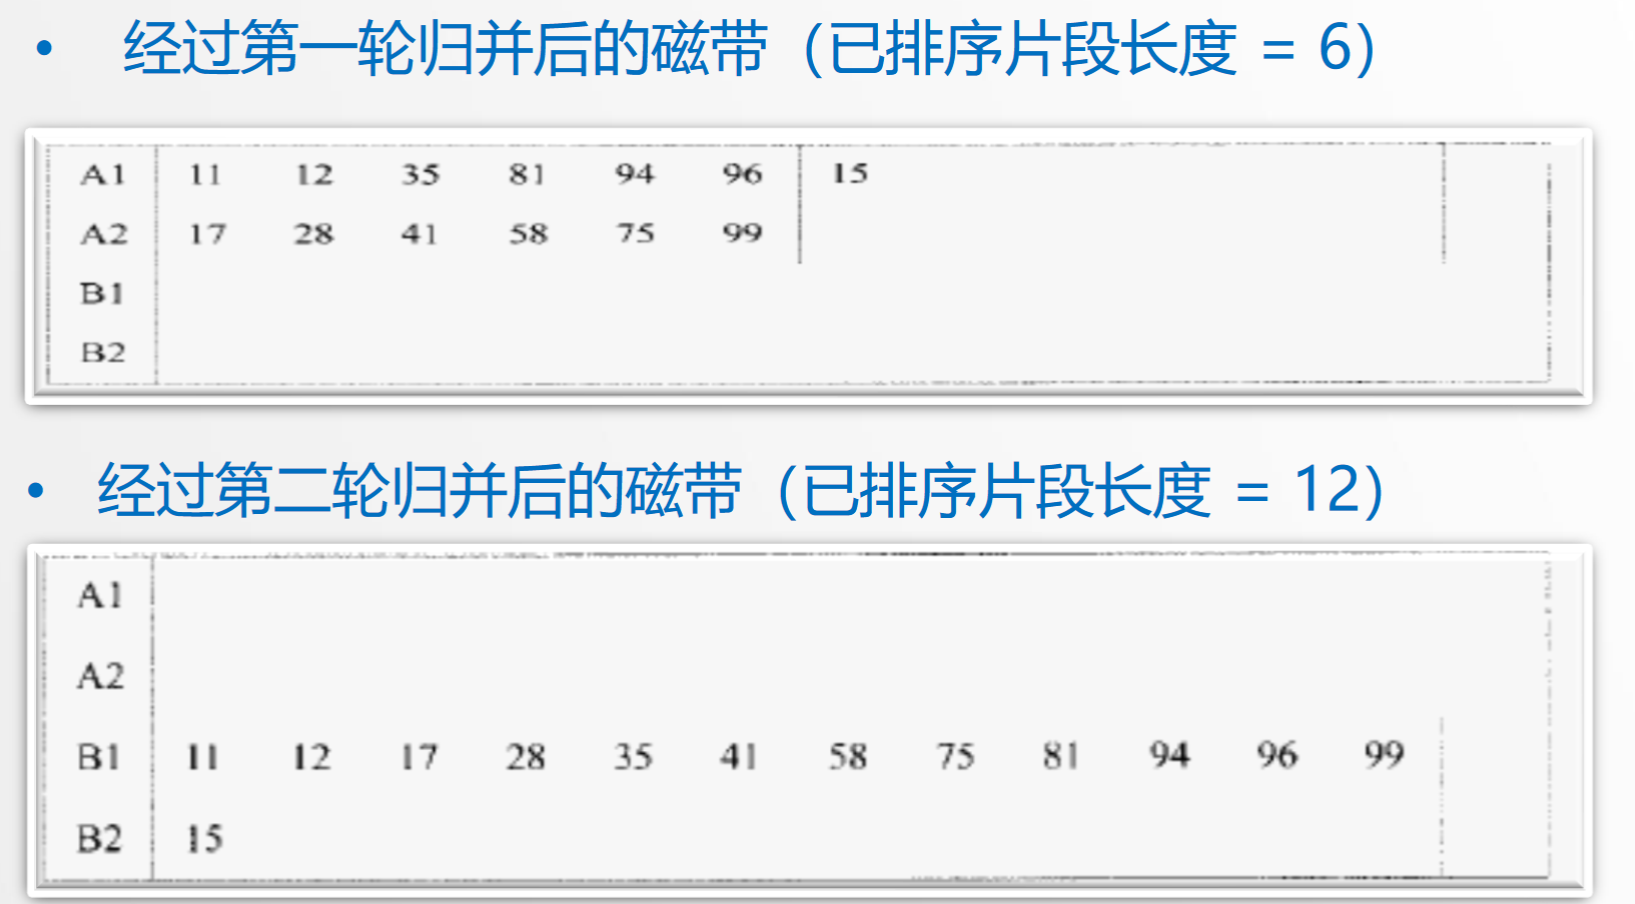 • 经过第一轮归并后的磁带（已排序片段长度 = 6）
A1 11 12 35 81 94 96 15
A2 17 28 41 58 75 99
B1
B2
• 经过第二轮归并后的磁带（已排序片段长度 = 12）
A1
A2
B1 11 12 17 28 35 41 58 75 81 94 96 99
B2 15